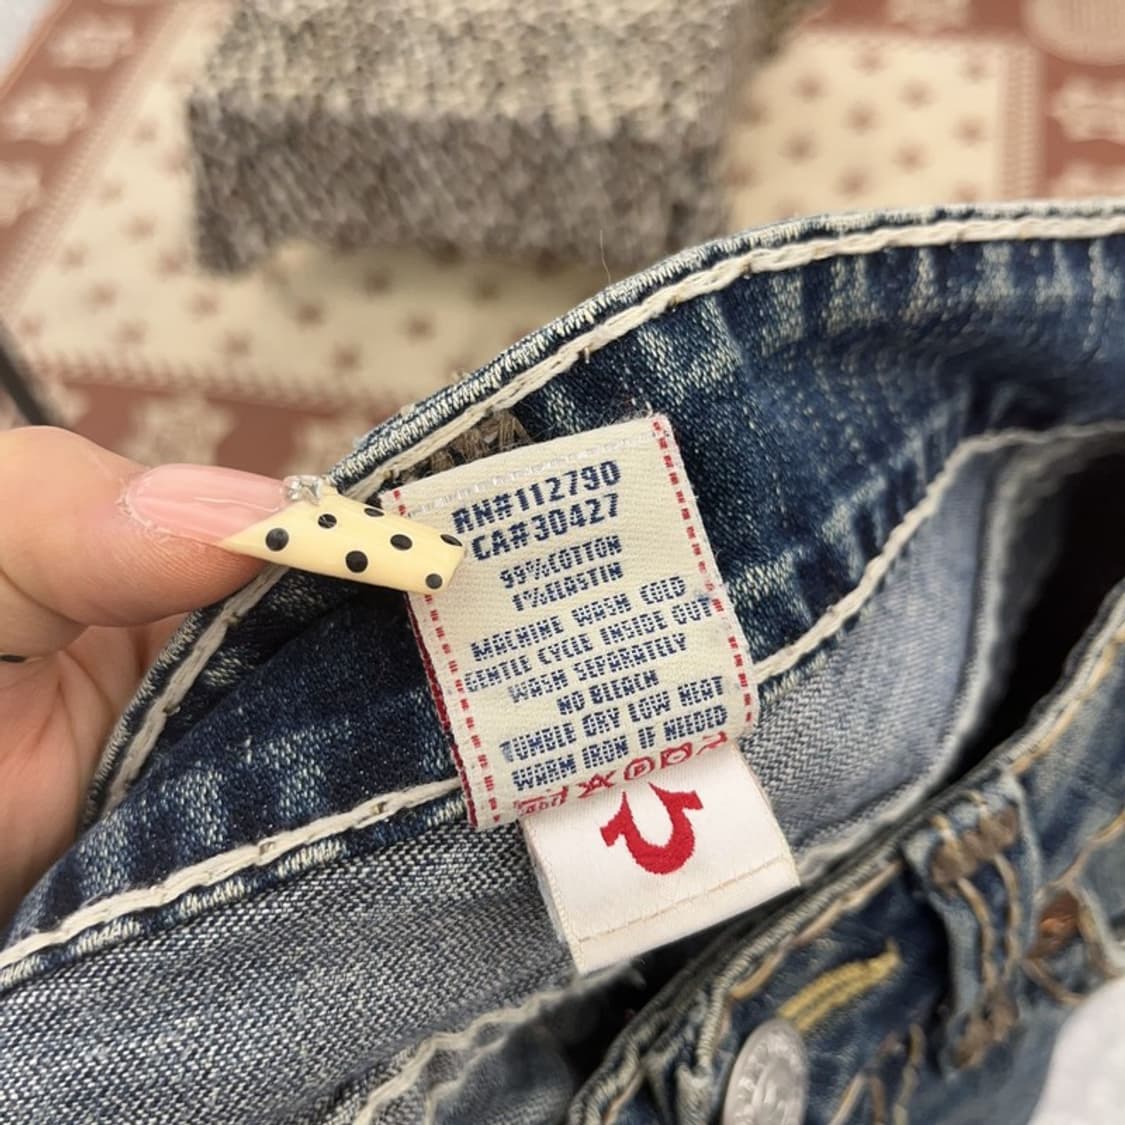 RN#112790
CA#30427
99%COTTON
1%ELASTIN
MACHINE WASH COLD
GENTLE CYCLE INSIDE OUT
WASH SEPARATELY
NO BLEACH
TUMBLE DRY LOW HEAT
WARM IRON IF NEEDED